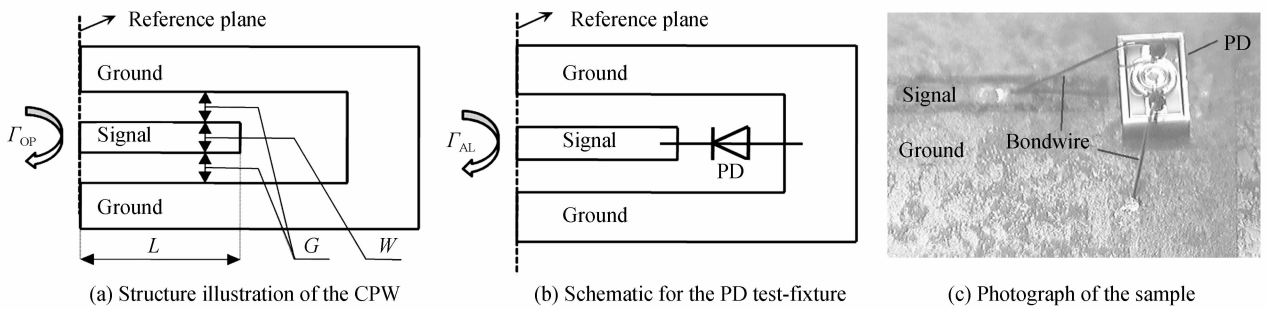 Reference plane
Ground
Γ_OP
Signal
Ground
L
G
W
(a) Structure illustration of the CPW
Reference plane
Ground
Γ_AL
Signal
PD
Ground
(b) Schematic for the PD test-fixture
PD
Signal
Ground
Bondwire
(c) Photograph of the sample